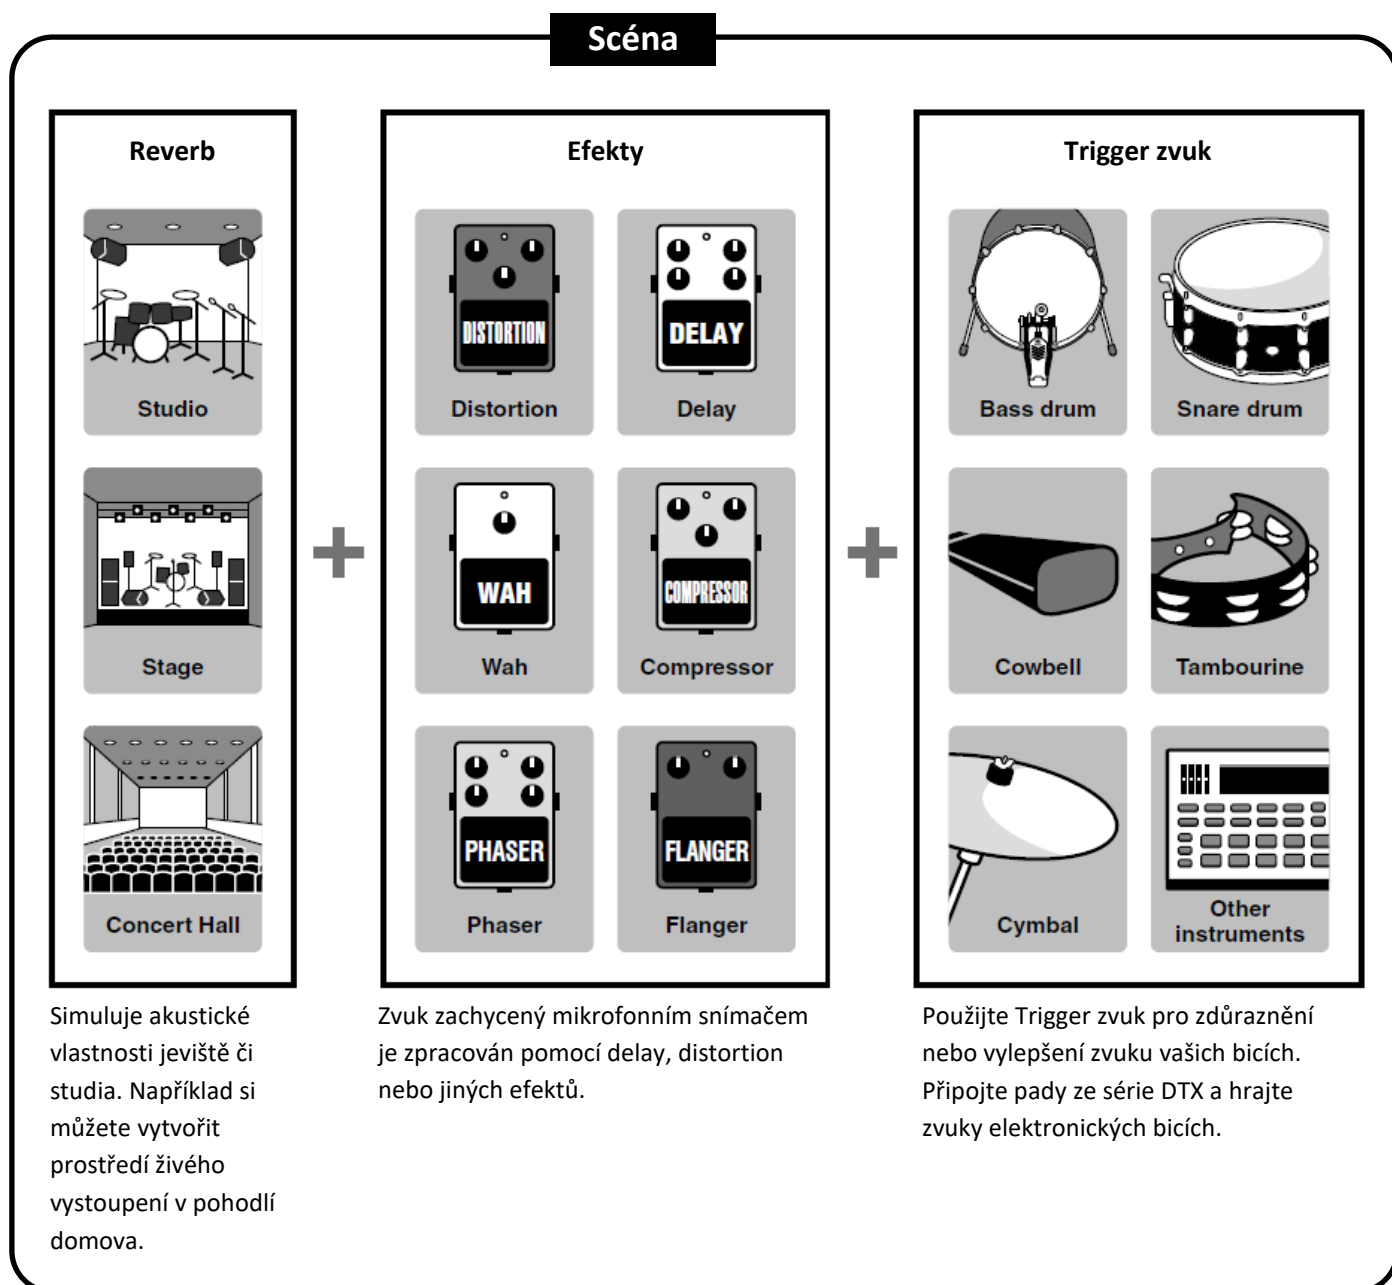 Scéna
Reverb
Studio
Stage
Concert Hall
Simuluje akustické
vlastnosti jeviště či
studia. Například si
můžete vytvořit
prostředí živého
vystoupení v pohodlí
domova.
Efekty
DISTORTION
Distortion
DELAY
Delay
WAH
Wah
COMPRESSOR
Compressor
PHASER
Phaser
FLANGER
Flanger
Zvuk zachycený mikrofonním snímačem
je zpracován pomocí delay, distortion
nebo jiných efektů.
Trigger zvuk
Bass drum
Snare drum
Cowbell
Tambourine
Cymbal
Other
instruments
Použijte Trigger zvuk pro zdůraznění
nebo vylepšení zvuku vašich bicích.
Připojte pady ze série DTX a hrajte
zvuky elektronických bicích.